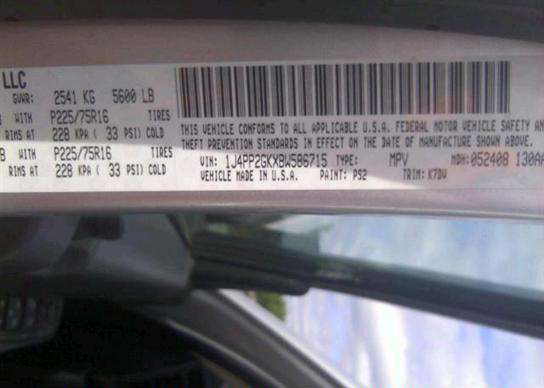 LLC
GVWR: 2541 KG 5600 LB
WITH P225/75R16 TIRES
RIMS AT 228 KPA ( 33 PSI) COLD
B WITH P225/75R16 TIRES
RIMS AT 228 KPA ( 33 PSI) COLD
THIS VEHICLE CONFORMS TO ALL APPLICABLE U.S.A. FEDERAL MOTOR VEHICLE SAFETY AN
THEFT PREVENTION STANDARDS IN EFFECT ON THE DATE OF MANUFACTURE SHOWN ABOVE.
VIN: 1J4PP2GKX8W586715 TYPE: MPV MDH: 052408 130AA
VEHICLE MADE IN U.S.A. PAINT: PS2 TRIM: K7DV